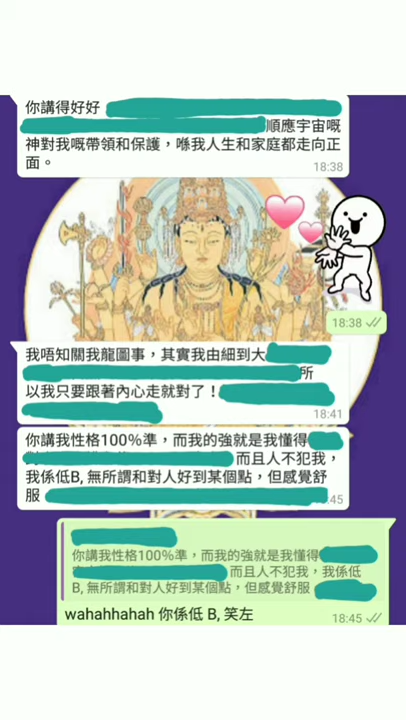 你講得好好
順應宇宙嘅
神對我嘅帶領和保護，喺我人生和家庭都走向正
面。
18:38
18:38
我唔知關我龍圖事，其實我由細到大
所
以我只要跟著內心走就對了！
18:41
你講我性格100%準，而我的強就是我懂得
而且人不犯我，
我係低B, 無所謂和對人好到某個點，但感覺舒
服
:45
你講我性格100%準，而我的強就是我懂得
而且人不犯我，我係低
B, 無所謂和對人好到某個點，但感覺舒服
wahahhahah 你係低 B, 笑左
18:45